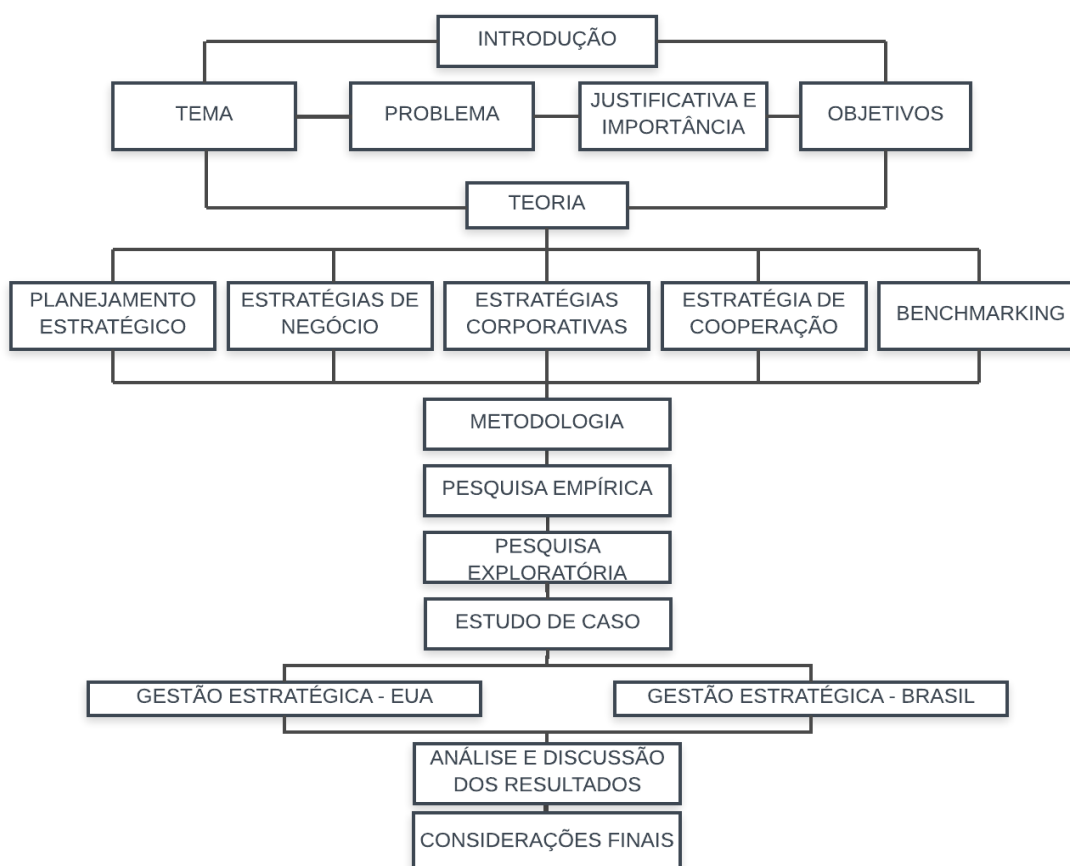 INTRODUÇÃO
TEMA
PROBLEMA
JUSTIFICATIVA E
IMPORTÂNCIA
OBJETIVOS
TEORIA
PLANEJAMENTO
ESTRATÉGICO
ESTRATÉGIAS DE
NEGÓCIO
ESTRATÉGIAS
CORPORATIVAS
ESTRATÉGIA DE
COOPERAÇÃO
BENCHMARKING
METODOLOGIA
PESQUISA EMPÍRICA
PESQUISA
EXPLORATÓRIA
ESTUDO DE CASO
GESTÃO ESTRATÉGICA - EUA
GESTÃO ESTRATÉGICA - BRASIL
ANÁLISE E DISCUSSÃO
DOS RESULTADOS
CONSIDERAÇÕES FINAIS